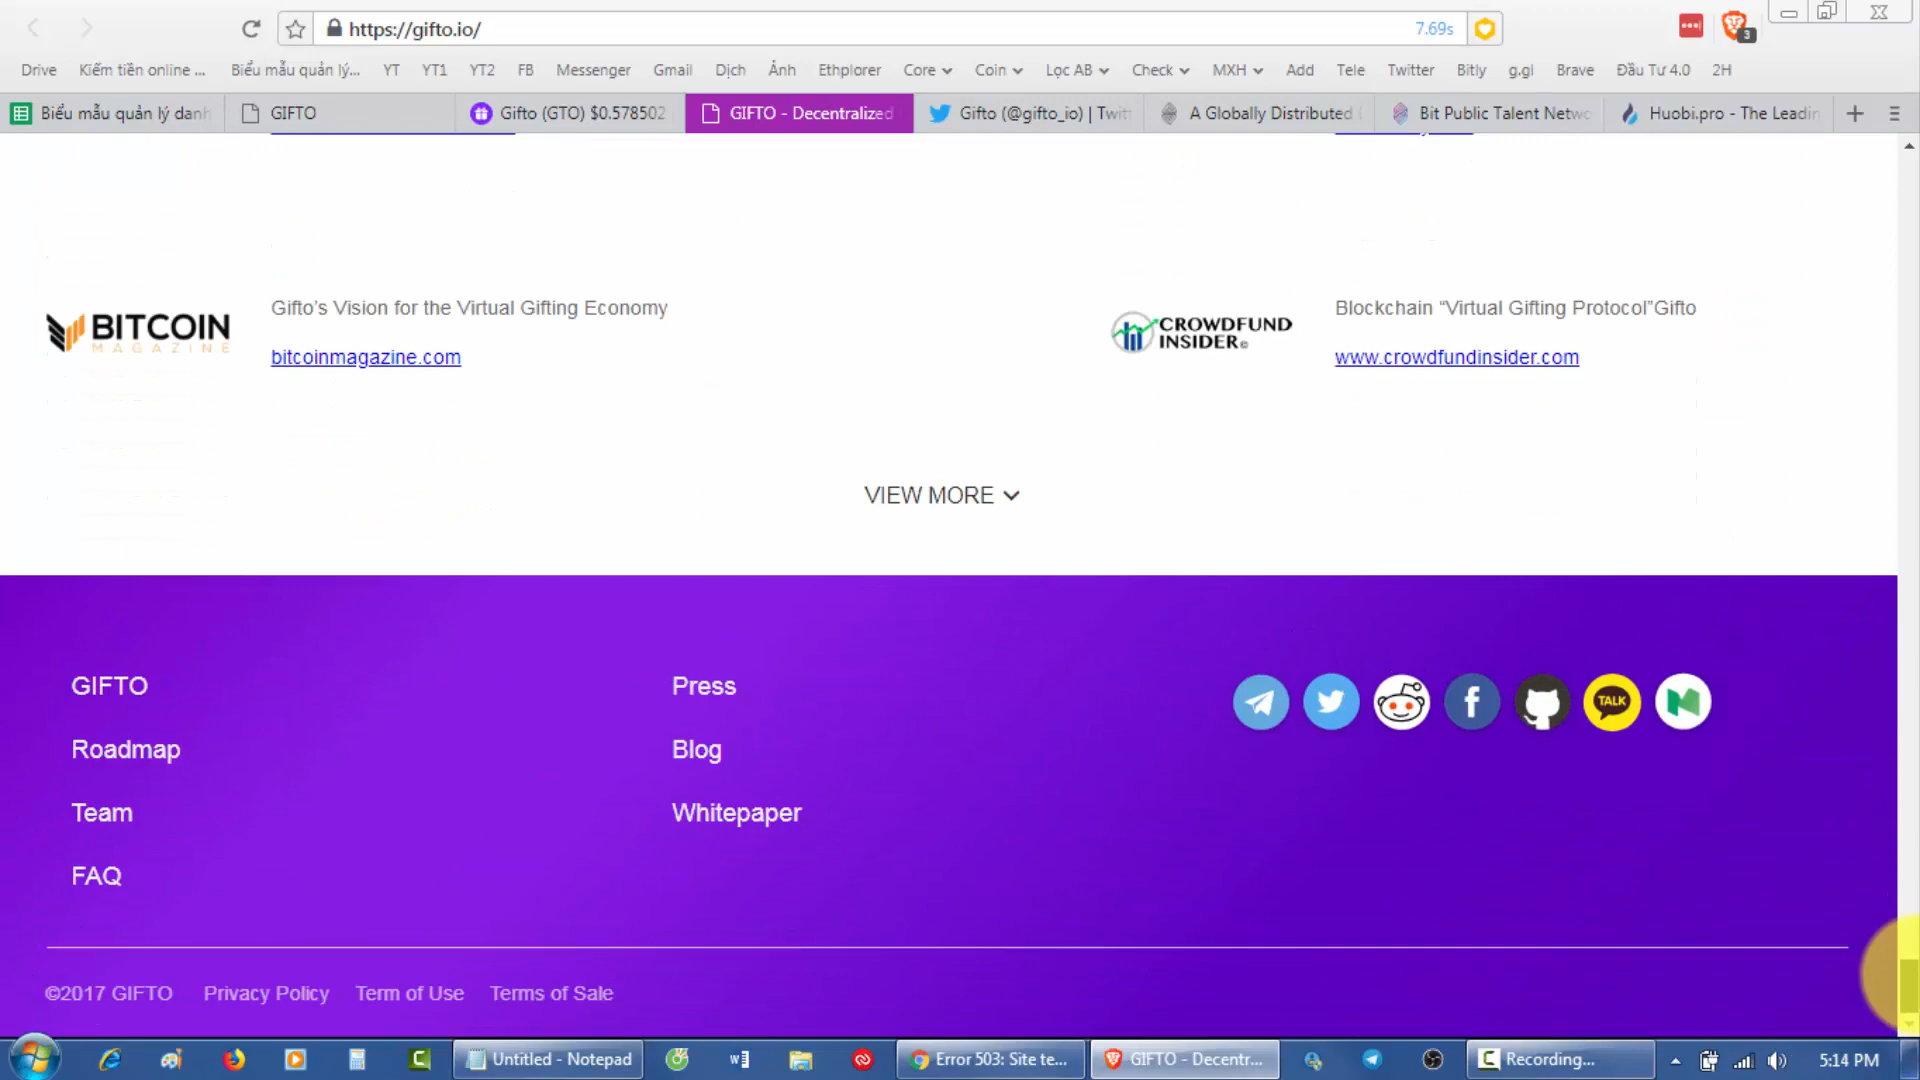 https://gifto.io/
7.69s
3
Drive Kiếm tiền online ... Biểu mẫu quản lý... YT YT1 YT2 FB Messenger Gmail Dịch Ảnh Ethplorer Core Coin Lọc AB Check MXH Add Tele Twitter Bitly g.gl Brave Đầu Tư 4.0 2H
Biểu mẫu quản lý danh GIFTO Gifto (GTO) $0.578502 GIFTO - Decentralized Gifto (@gifto_io) | Twitt A Globally Distributed Bit Public Talent Netwo Huobi.pro - The Leadin
BITCOIN
MAGAZINE
Gifto’s Vision for the Virtual Gifting Economy
bitcoinmagazine.com
CROWDFUND
INSIDER
Blockchain “Virtual Gifting Protocol”Gifto
www.crowdfundinsider.com
VIEW MORE
GIFTO
Roadmap
Team
FAQ
Press
Blog
Whitepaper
TALK
©2017 GIFTO Privacy Policy Term of Use Terms of Sale
Untitled - Notepad Error 503: Site te... GIFTO - Decentr... Recording... 5:14 PM